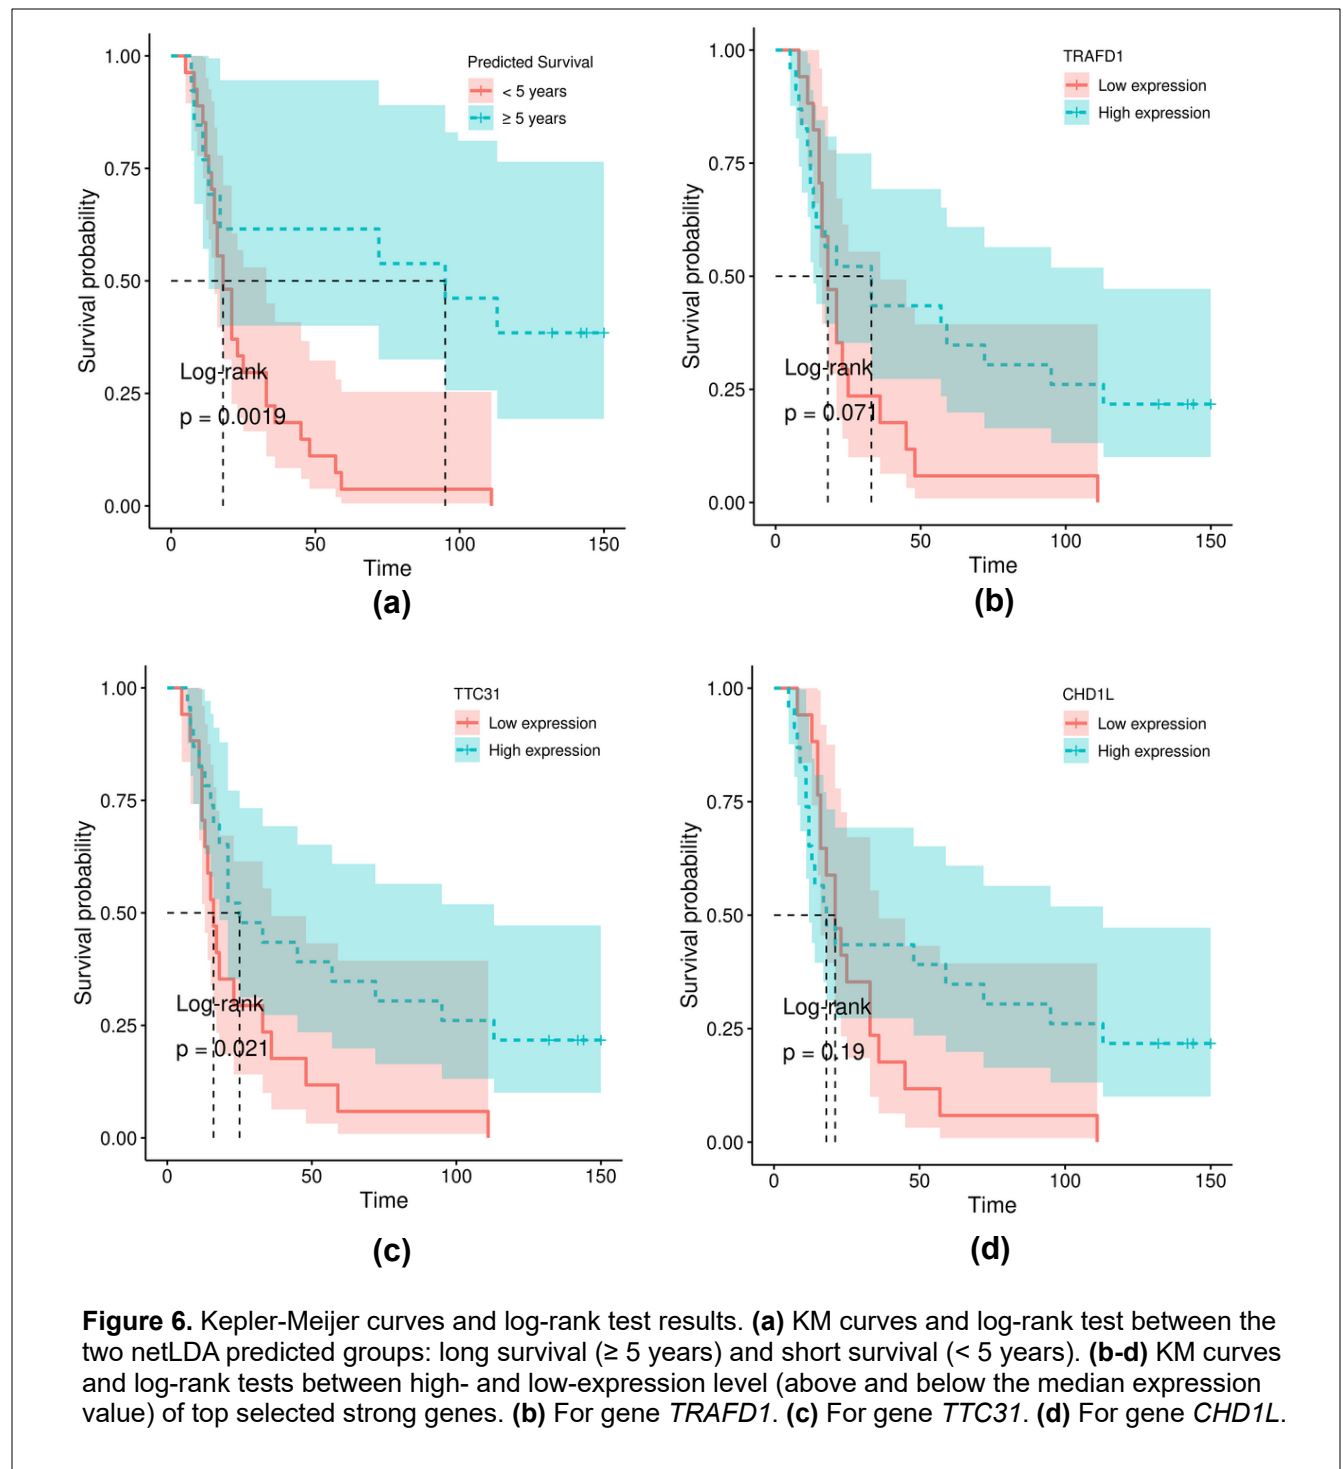 Predicted Survival
< 5 years
≥ 5 years
1.00
0.75
0.50
0.25
0.00
Survival probability
Log-rank
p = 0.0019
0 50 100 150
Time
(a)
TRAFD1
Low expression
High expression
1.00
0.75
0.50
0.25
0.00
Survival probability
Log-rank
p = 0.071
0 50 100 150
Time
(b)
TTC31
Low expression
High expression
1.00
0.75
0.50
0.25
0.00
Survival probability
Log-rank
p = 0.021
0 50 100 150
Time
(c)
CHD1L
Low expression
High expression
1.00
0.75
0.50
0.25
0.00
Survival probability
Log-rank
p = 0.19
0 50 100 150
Time
(d)
Figure 6. Kepler-Meijer curves and log-rank test results. (a) KM curves and log-rank test between the
two netLDA predicted groups: long survival (≥ 5 years) and short survival (< 5 years). (b-d) KM curves
and log-rank tests between high- and low-expression level (above and below the median expression
value) of top selected strong genes. (b) For gene TRAFD1. (c) For gene TTC31. (d) For gene CHD1L.